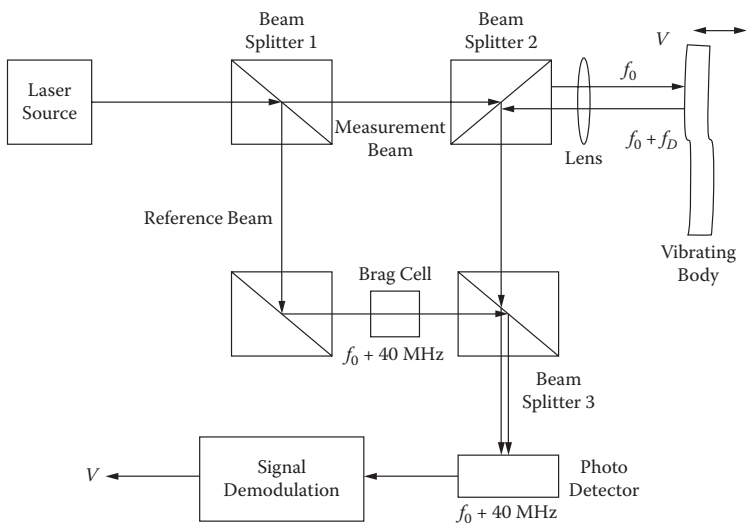 Beam
Splitter 1
Beam
Splitter 2
V
Laser
Source
f₀
Measurement
Beam
f₀ + f_D
Lens
Reference Beam
Vibrating
Body
Brag Cell
f₀ + 40 MHz
Beam
Splitter 3
V
Signal
Demodulation
Photo
Detector
f₀ + 40 MHz